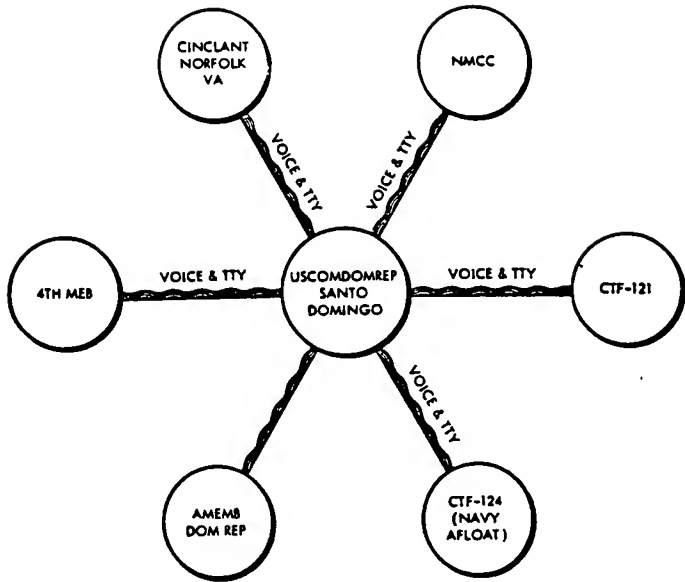 CINCLANT
NORFOLK
VA
NMCC
VOICE & TTY
VOICE & TTY
4TH MEB
VOICE & TTY
USCOMDOMREP
SANTO
DOMINGO
VOICE & TTY
CTF-121
VOICE & TTY
AMEMB
DOM REP
CTF-124
(NAVY
AFLOAT)